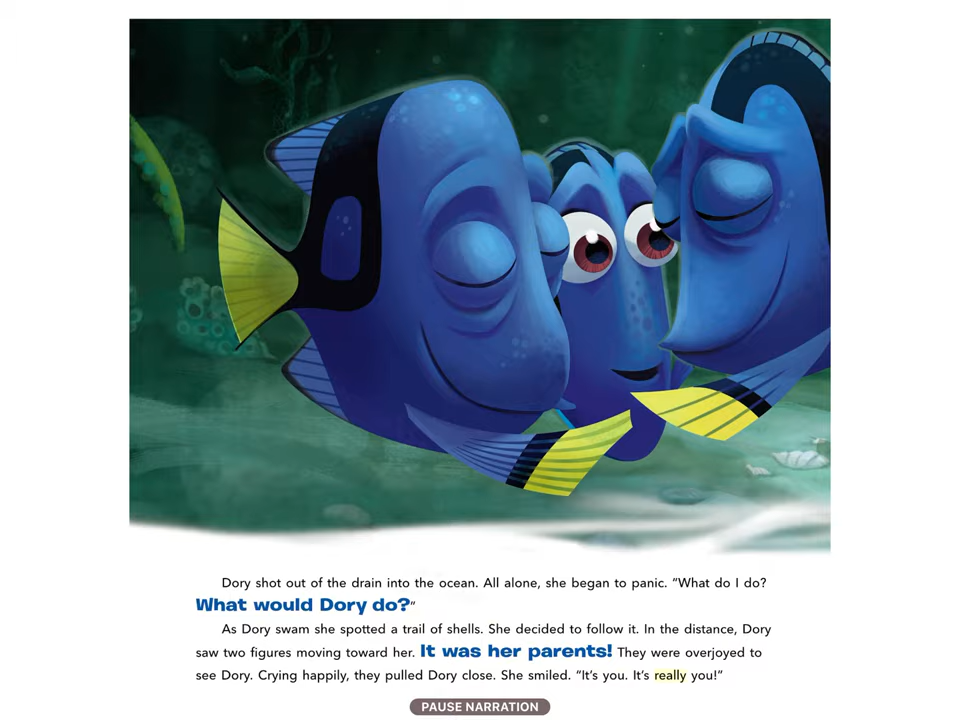 Dory shot out of the drain into the ocean. All alone, she began to panic. “What do I do?
What would Dory do?”
As Dory swam she spotted a trail of shells. She decided to follow it. In the distance, Dory
saw two figures moving toward her. It was her parents! They were overjoyed to
see Dory. Crying happily, they pulled Dory close. She smiled. “It’s you. It’s really you!”
PAUSE NARRATION